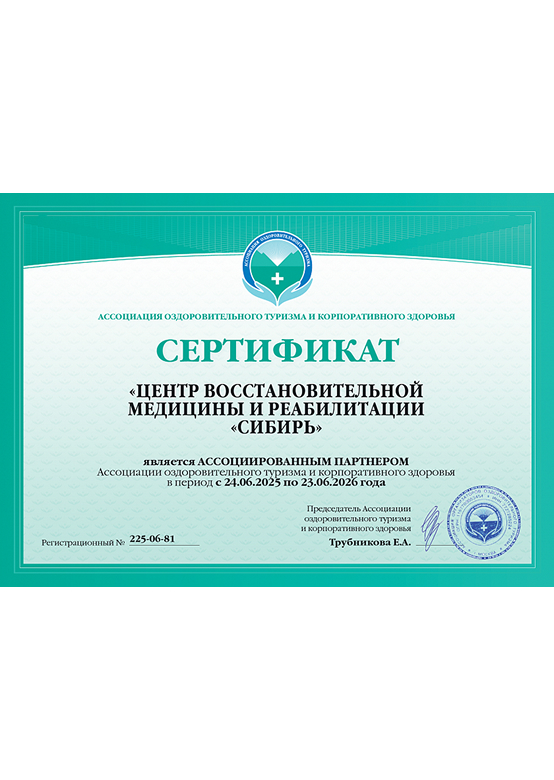 АССОЦИАЦИЯ ОЗДОРОВИТЕЛЬНОГО ТУРИЗМА
АССОЦИАЦИЯ ОЗДОРОВИТЕЛЬНОГО ТУРИЗМА И КОРПОРАТИВНОГО ЗДОРОВЬЯ
СЕРТИФИКАТ
«ЦЕНТР ВОССТАНОВИТЕЛЬНОЙ
МЕДИЦИНЫ И РЕАБИЛИТАЦИИ
«СИБИРЬ»
является АССОЦИИРОВАННЫМ ПАРТНЕРОМ
Ассоциации оздоровительного туризма и корпоративного здоровья
в период с 24.06.2025 по 23.06.2026 года
Председатель Ассоциации
оздоровительного туризма
и корпоративного здоровья
Регистрационный № 225-06-81
Трубникова Е.А.